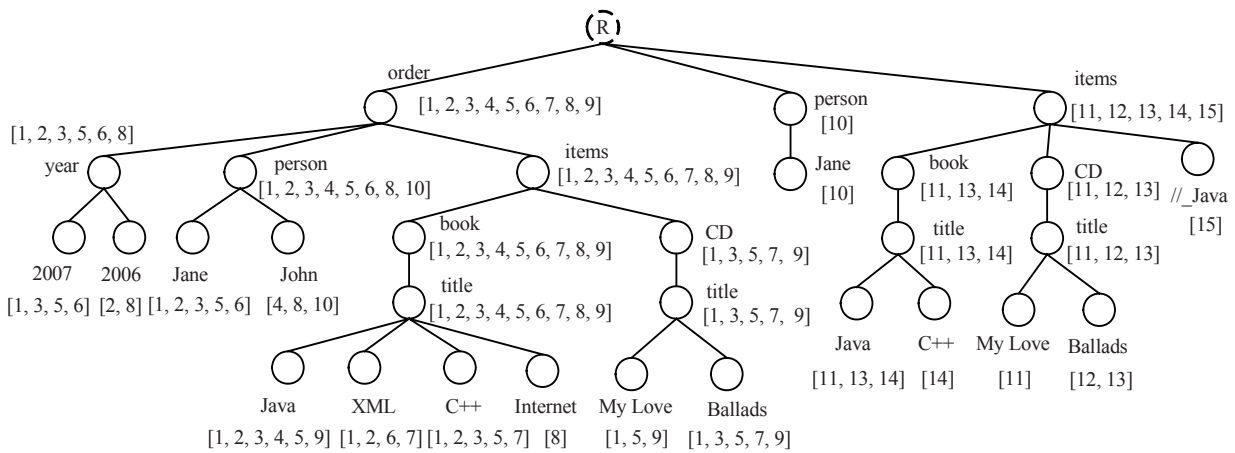 R
order
[1, 2, 3, 4, 5, 6, 7, 8, 9]
person
[10]
items
[11, 12, 13, 14, 15]
[1, 2, 3, 5, 6, 8]
year
person
[1, 2, 3, 4, 5, 6, 8, 10]
items
[1, 2, 3, 4, 5, 6, 7, 8, 9]
Jane
[10]
book
[11, 13, 14]
CD
[11, 12, 13]
//_Java
[15]
2007
[1, 3, 5, 6]
2006
[2, 8]
Jane
[1, 2, 3, 5, 6]
John
[4, 8, 10]
book
[1, 2, 3, 4, 5, 6, 7, 8, 9]
CD
[1, 3, 5, 7, 9]
title
[11, 13, 14]
title
[11, 12, 13]
title
[1, 2, 3, 4, 5, 6, 7, 8, 9]
title
[1, 3, 5, 7, 9]
Java
[11, 13, 14]
C++
[14]
My Love
[11]
Ballads
[12, 13]
Java
[1, 2, 3, 4, 5, 9]
XML
[1, 2, 6, 7]
C++
[1, 2, 3, 5, 7]
Internet
[8]
My Love
[1, 5, 9]
Ballads
[1, 3, 5, 7, 9]